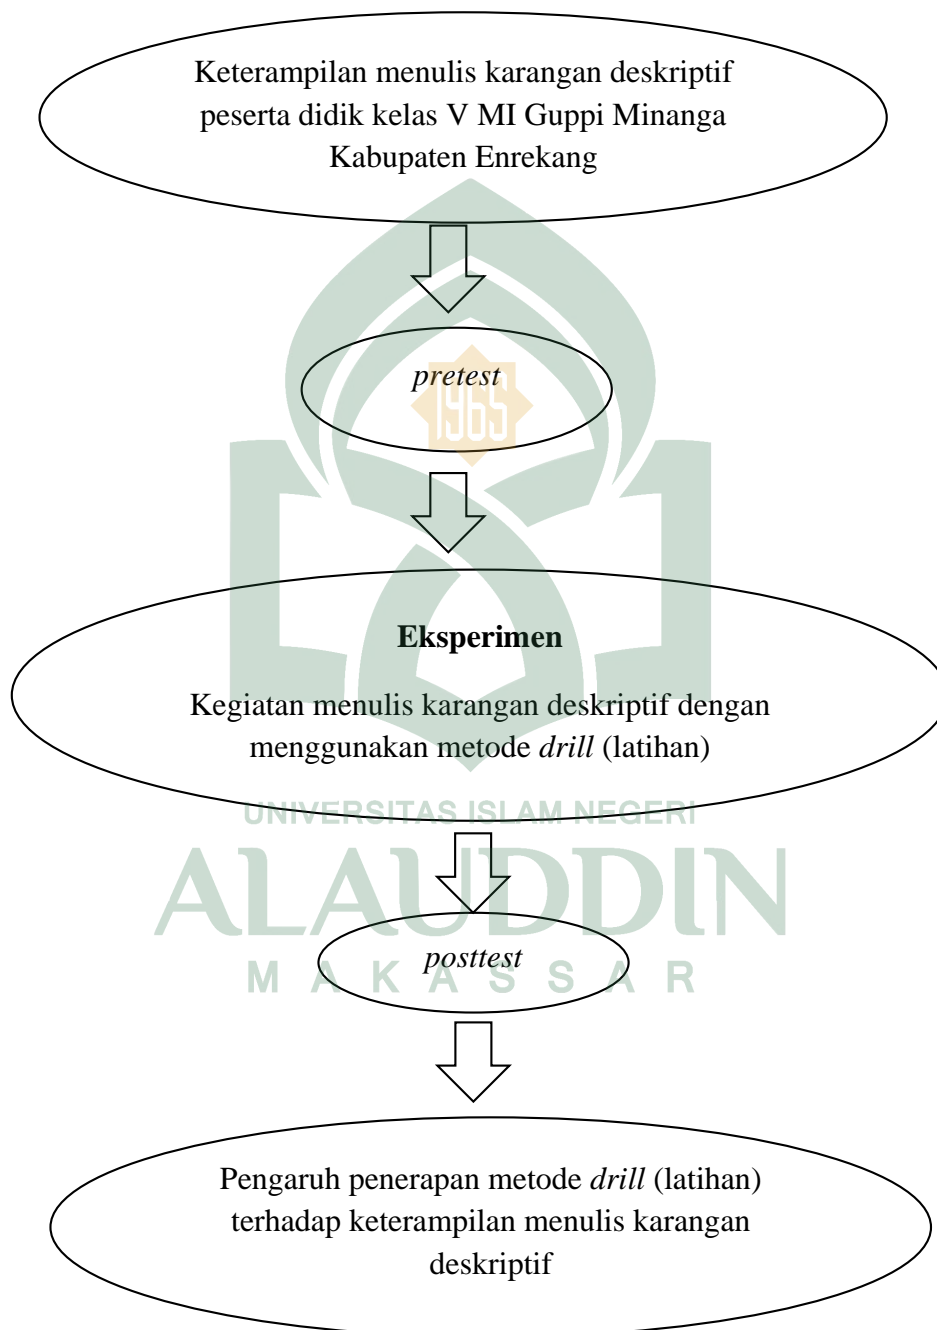 Keterampilan menulis karangan deskriptif
peserta didik kelas V MI Guppi Minanga
Kabupaten Enrekang
pretest
1965
Eksperimen
Kegiatan menulis karangan deskriptif dengan
menggunakan metode drill (latihan)
UNIVERSITAS ISLAM NEGERI
ALAUDDIN
posttest
MAKASSAR
Pengaruh penerapan metode drill (latihan)
terhadap keterampilan menulis karangan
deskriptif